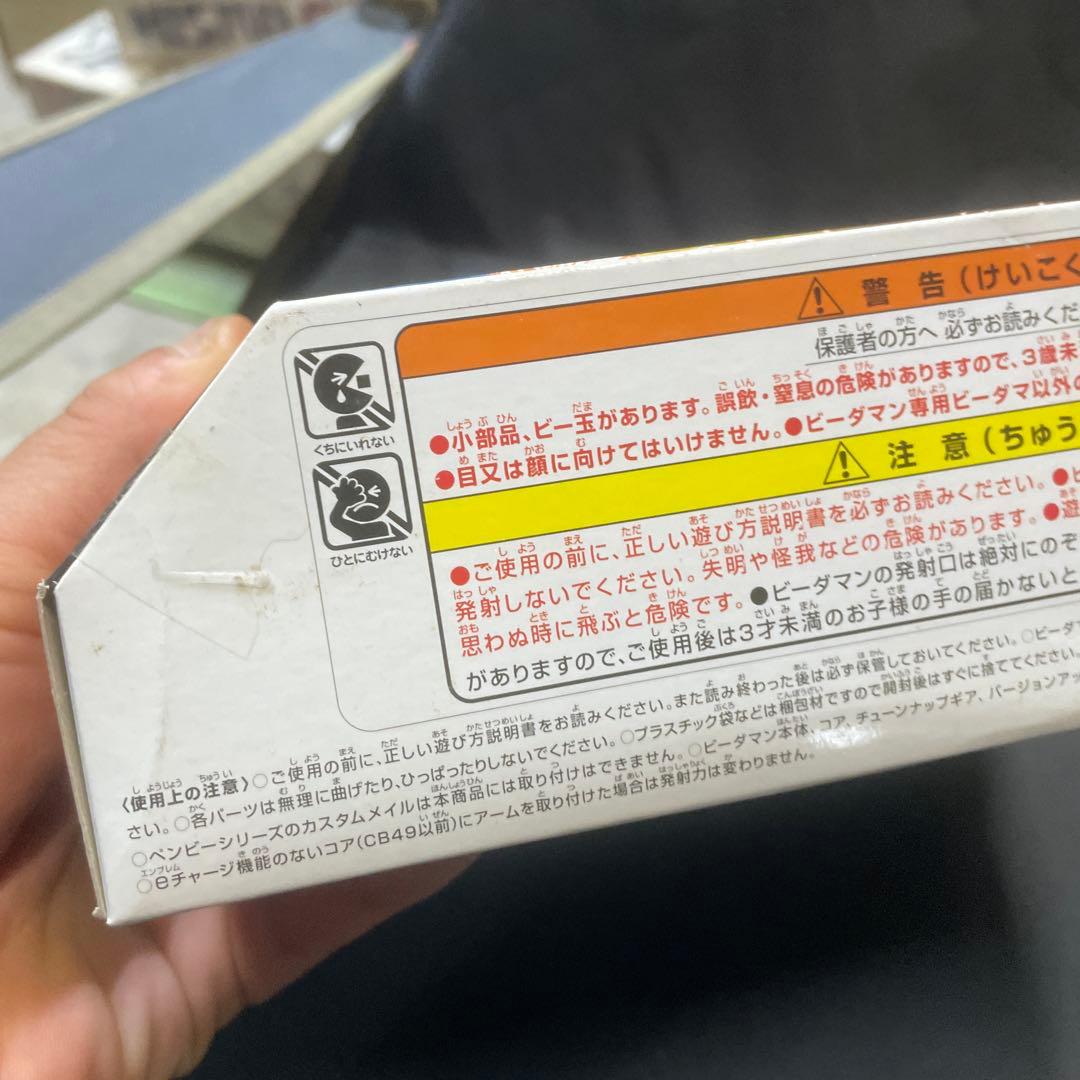 警告(けいこく
保護者の方へ 必ずお読みくだ
●小部品、ビー玉があります。誤飲・窒息の危険がありますので、3歳未
●目又は顔に向けてはいけません。●ビーダマン専用ビーダマ以外の
くちにいれない
ひとにむけない
注意(ちゅう
●ご使用の前に、正しい遊び方説明書を必ずお読みください。●ビ
発射しないでください。失明や怪我などの危険があります。●遊
思わぬ時に飛ぶと危険です。●ビーダマンの発射口は絶対にのぞ
がありますので、ご使用後は3才未満のお子様の手の届かないと
〈使用上の注意〉○ご使用の前に、正しい遊び方説明書をお読みください。また読み終わった後は必ず保管しておいてください。○ビーダ
さい。○各パーツは無理に曲げたり、ひっぱったりしないでください。○プラスチック袋などは梱包材ですので開封後はすぐに捨ててください。
○ペンビーシリーズのカスタムメイルは本商品には取り付けはできません。○ビーダマン本体、コア、チューンナップギア、バージョンアッ
○eチャージ機能のないコア(CB49以前)にアームを取り付けた場合は発射力は変わりません。